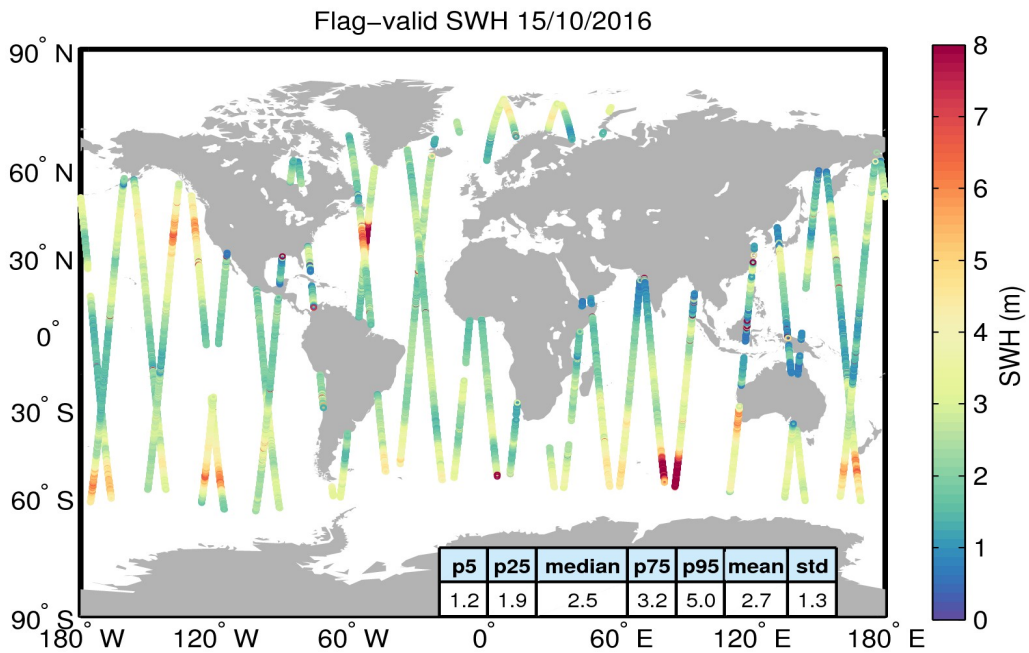 Flag−valid SWH 15/10/2016
90° N
60° N
30° N
0°
30° S
60° S
90° S
180° W
120° W
60° W
0°
60° E
120° E
180° E
p5 p25 median p75 p95 mean std
1.2 1.9 2.5 3.2 5.0 2.7 1.3
8
7
6
5
4
3
2
1
0
SWH (m)